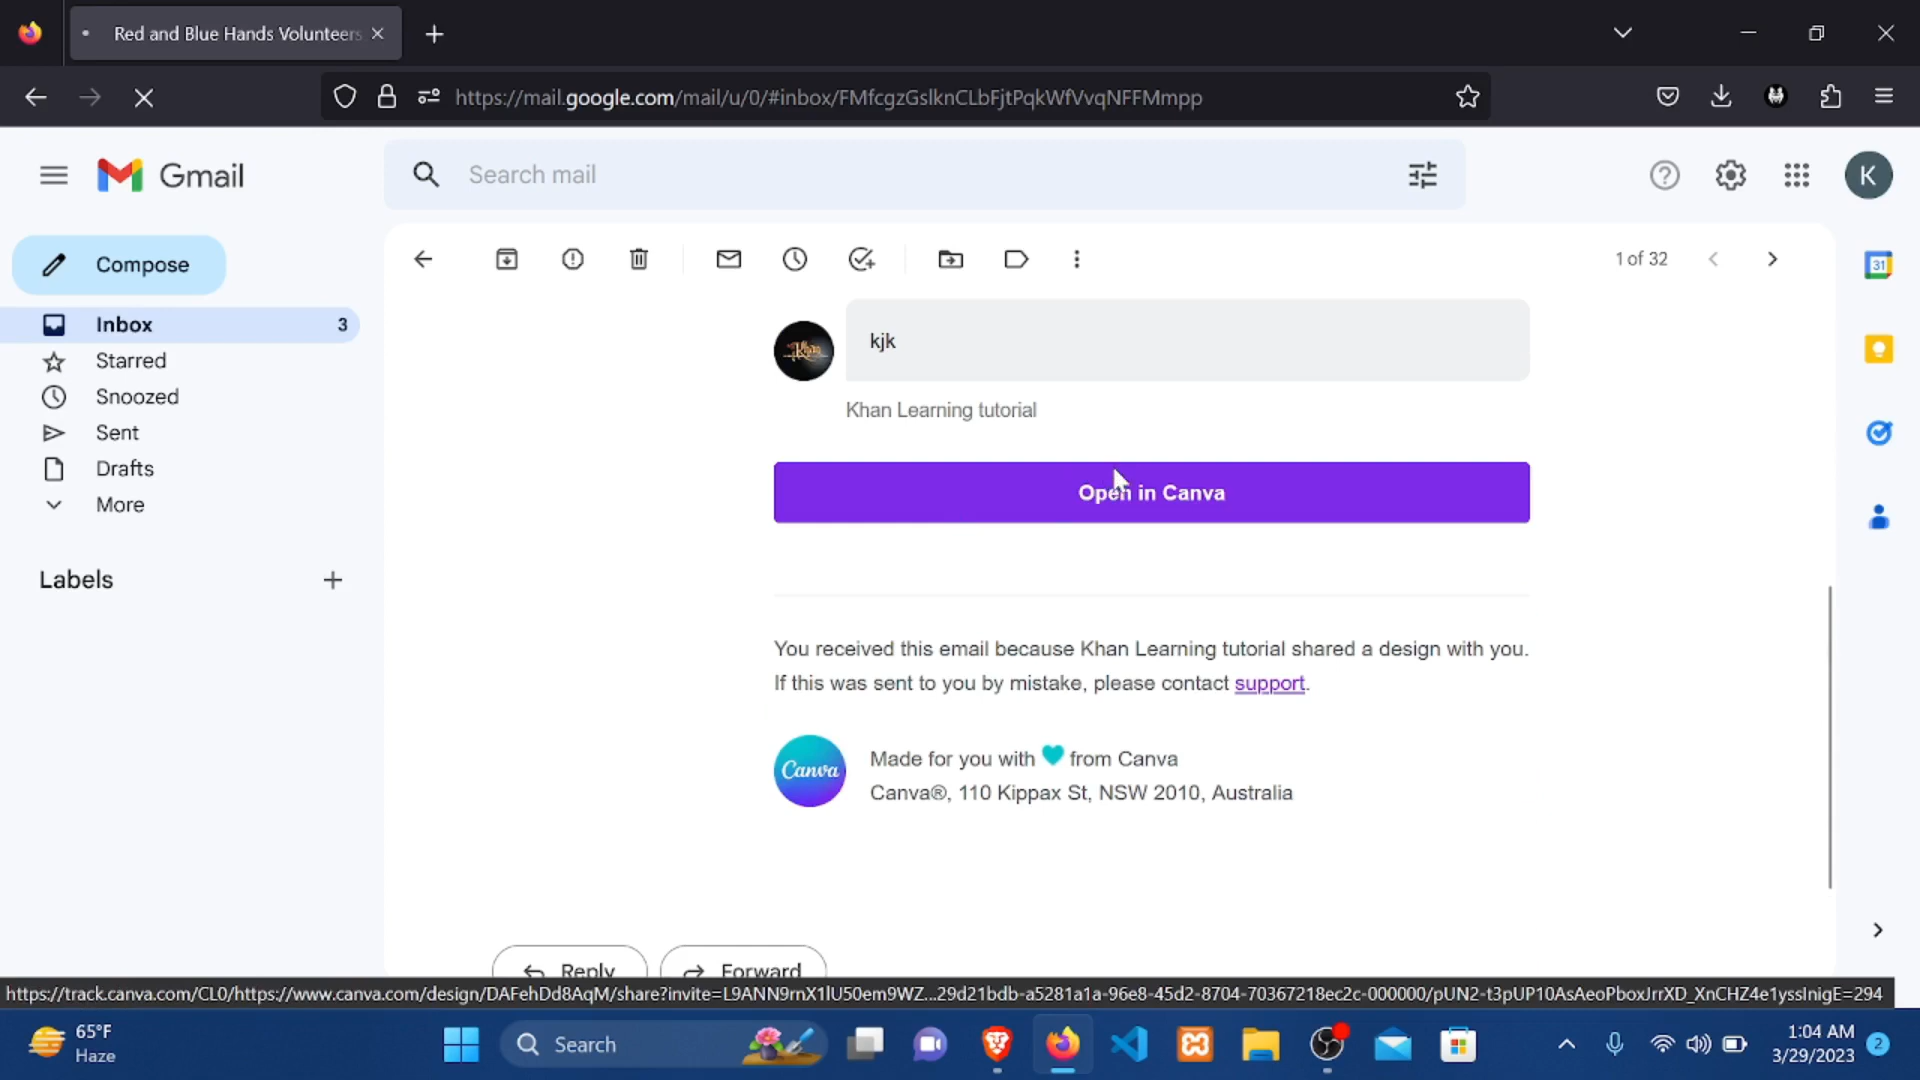 Red and Blue Hands Volunteers
https://mail.google.com/mail/u/0/#inbox/FMfcgzGslknCLbFjtPqkWfVvqNFFMmpp
Gmail
Search mail
K
Compose
1 of 32
31
Inbox 3
kjk
Khan
Starred
Khan Learning tutorial
Snoozed
Sent
Drafts
Open in Canva
More
Labels
You received this email because Khan Learning tutorial shared a design with you.
If this was sent to you by mistake, please contact support.
Canva
Made for you with from Canva
Canva®, 110 Kippax St, NSW 2010, Australia
Reply Forward
https://track.canva.com/CL0/https://www.canva.com/design/DAFehDd8AqM/share?invite=L9ANN9rnX1lU50em9WZ...29d21bdb-a5281a1a-96e8-45d2-8704-70367218ec2c-000000/pUN2-t3pUP10AsAeoPboxJrrXD_XnCHZ4e1yssInigE=294
65°F
Haze
Search
1:04 AM
3/29/2023
2